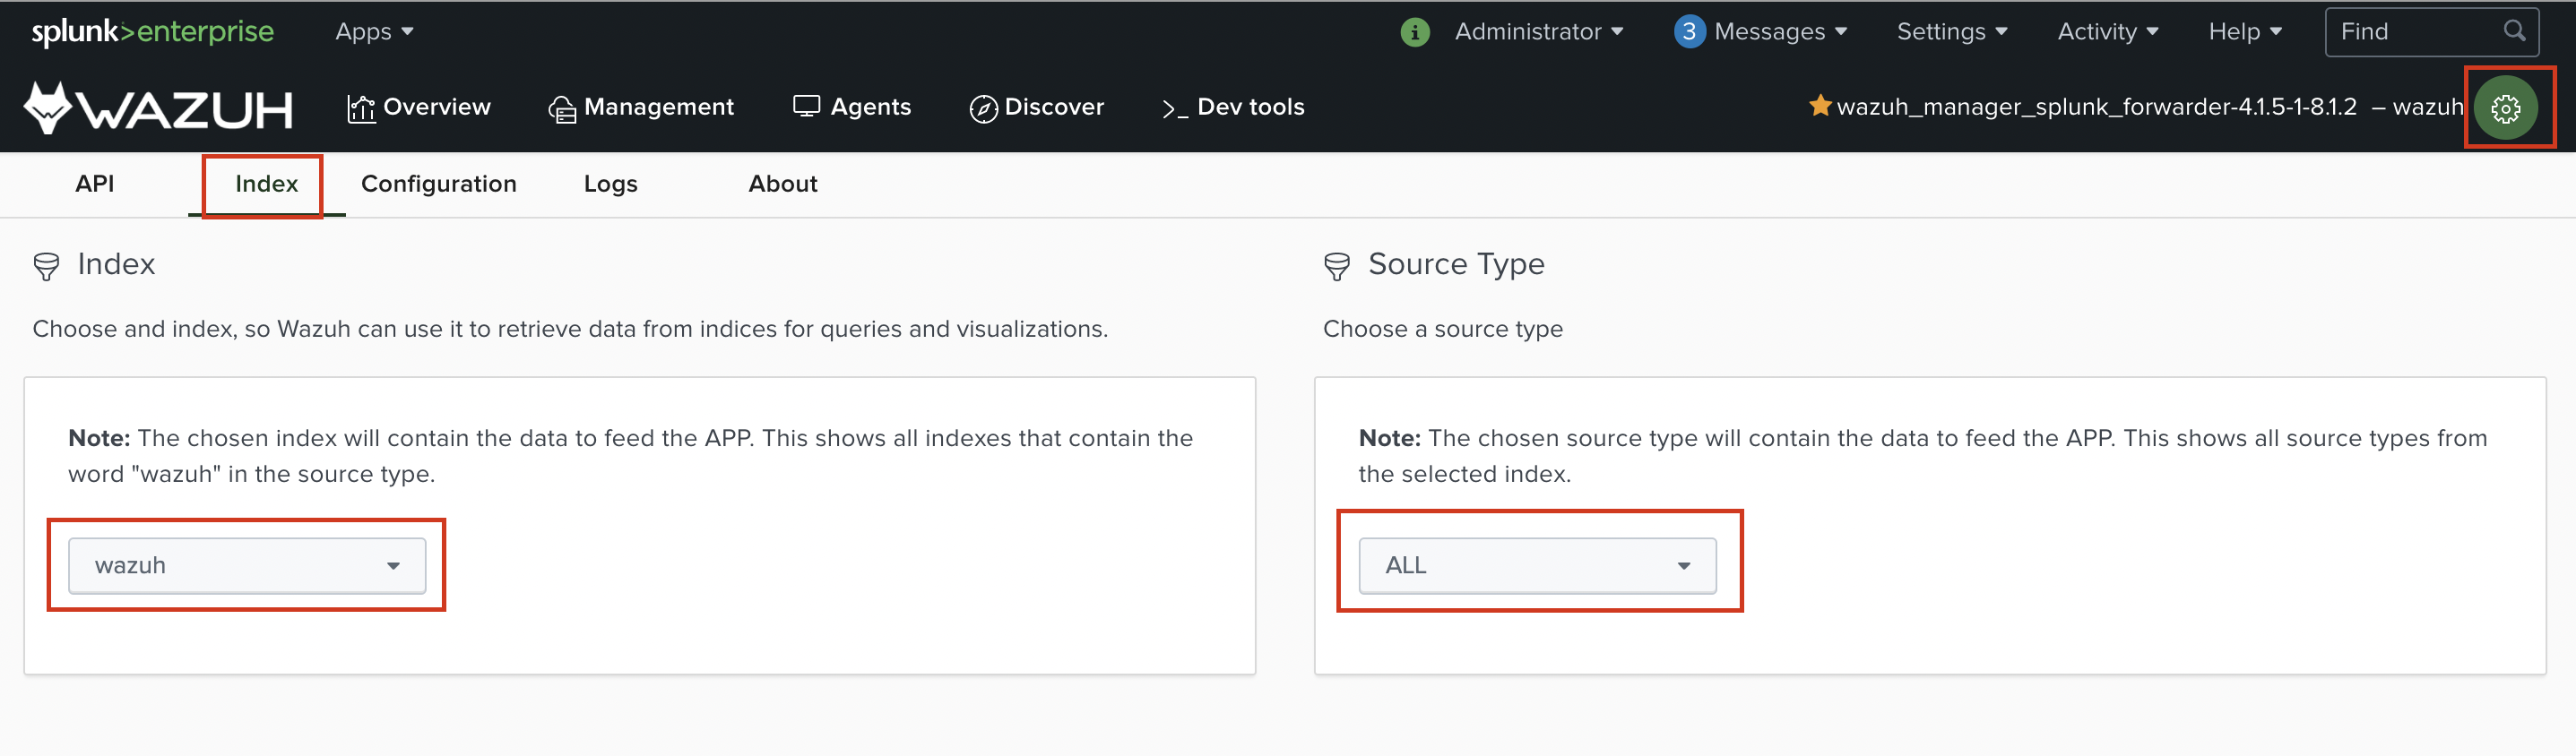 splunk>enterprise Apps Administrator 3 Messages Settings Activity Help Find
WAZUH Overview Management Agents Discover >_ Dev tools wazuh_manager_splunk_forwarder-4.1.5-1-8.1.2 – wazuh
API Index Configuration Logs About
Index
Choose and index, so Wazuh can use it to retrieve data from indices for queries and visualizations.
Note: The chosen index will contain the data to feed the APP. This shows all indexes that contain the
word "wazuh" in the source type.
wazuh
Source Type
Choose a source type
Note: The chosen source type will contain the data to feed the APP. This shows all source types from
the selected index.
ALL